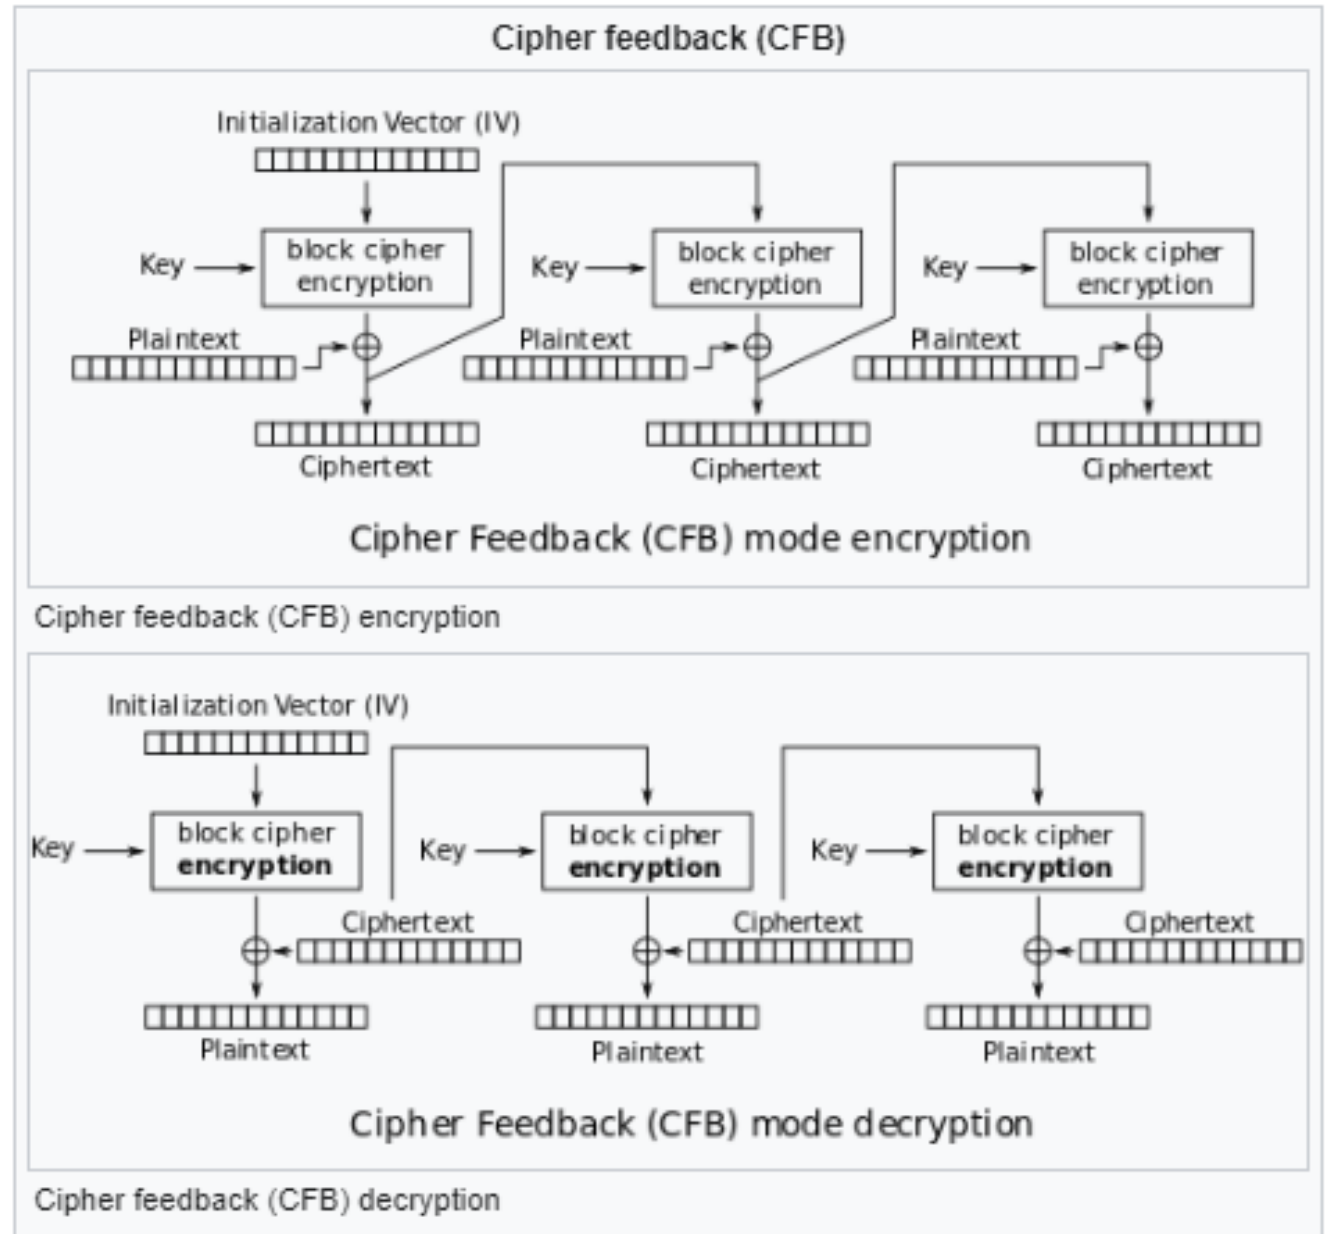 Cipher feedback (CFB)
Initialization Vector (IV)
Key
block cipher
encryption
Key
block cipher
encryption
Key
block cipher
encryption
Plaintext
Plaintext
Plaintext
Ciphertext
Ciphertext
Ciphertext
Cipher Feedback (CFB) mode encryption
Cipher feedback (CFB) encryption
Initialization Vector (IV)
Key
block cipher
encryption
Key
block cipher
encryption
Key
block cipher
encryption
Ciphertext
Ciphertext
Ciphertext
Plaintext
Plaintext
Plaintext
Cipher Feedback (CFB) mode decryption
Cipher feedback (CFB) decryption